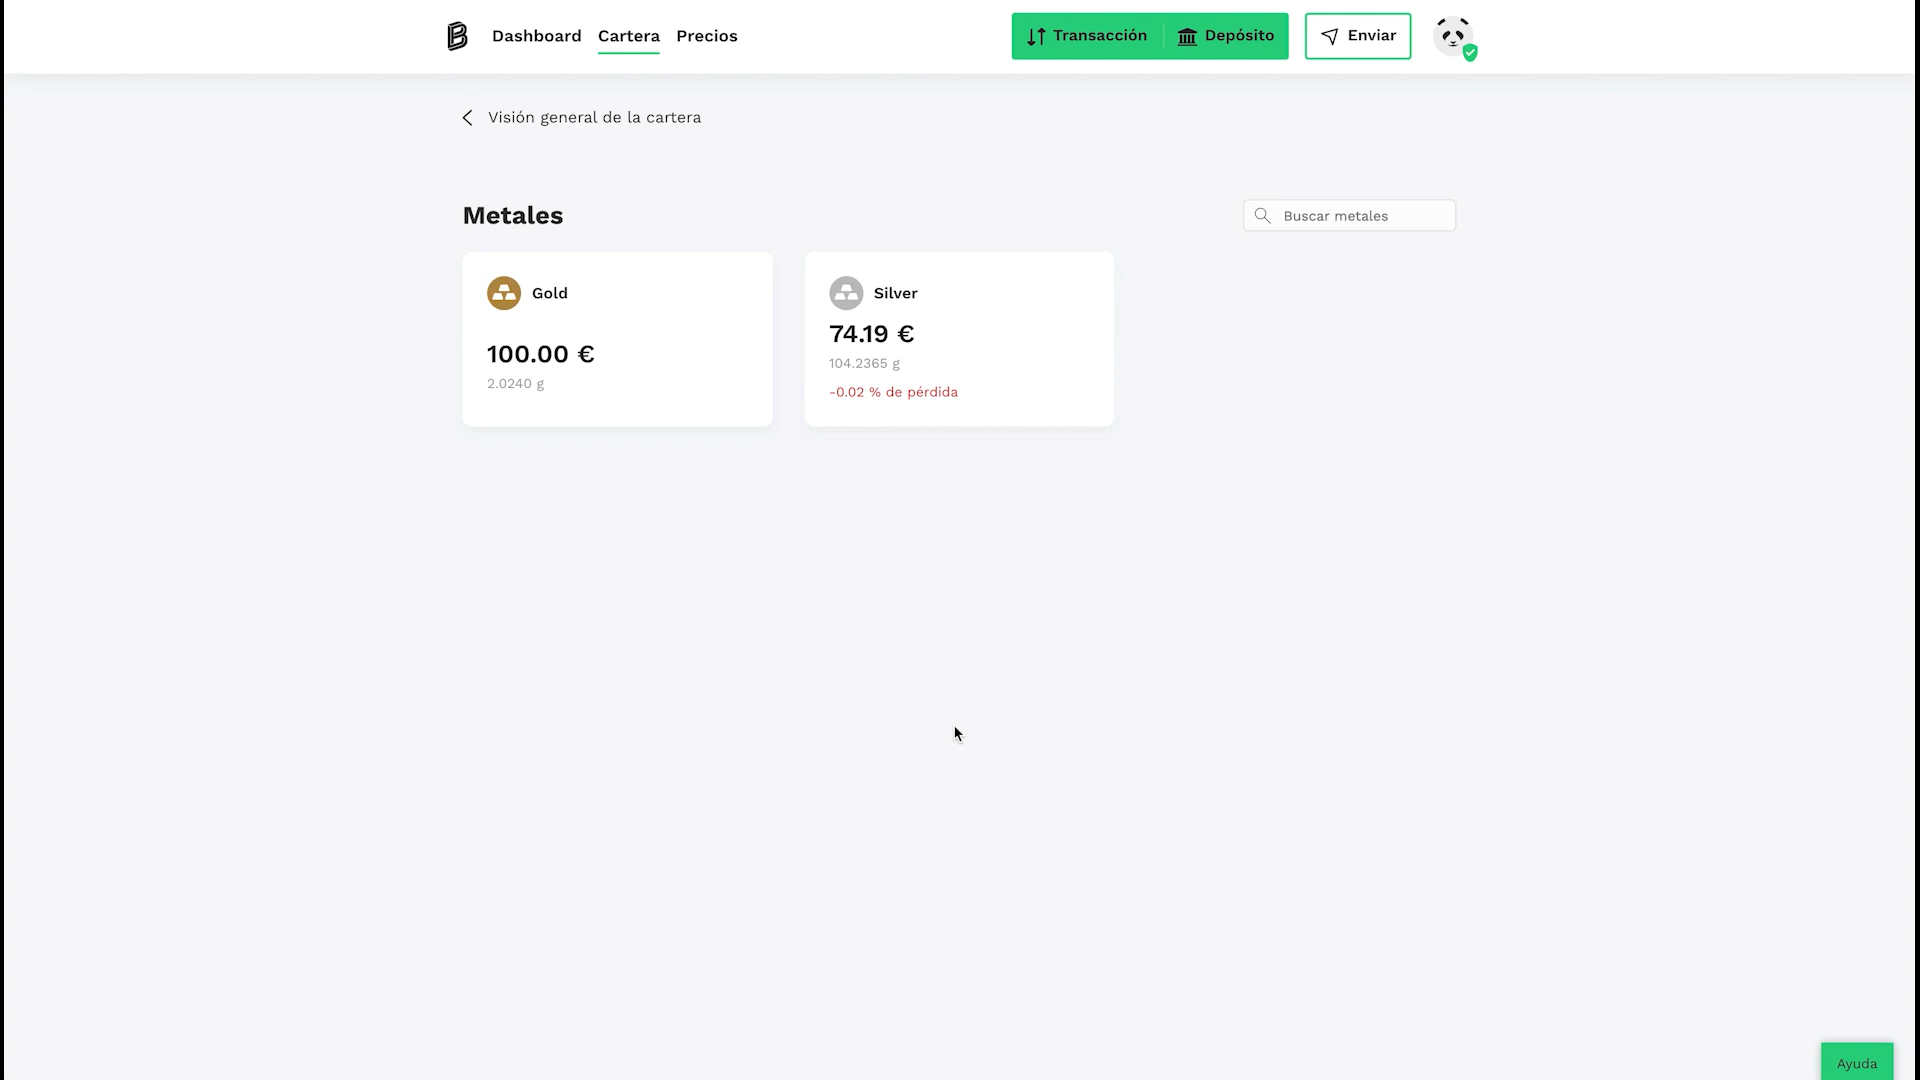 Dashboard Cartera Precios Transacción Depósito Enviar
Visión general de la cartera
Metales
Buscar metales
Gold
100.00 €
2.0240 g
Silver
74.19 €
104.2365 g
-0.02 % de pérdida
Ayuda